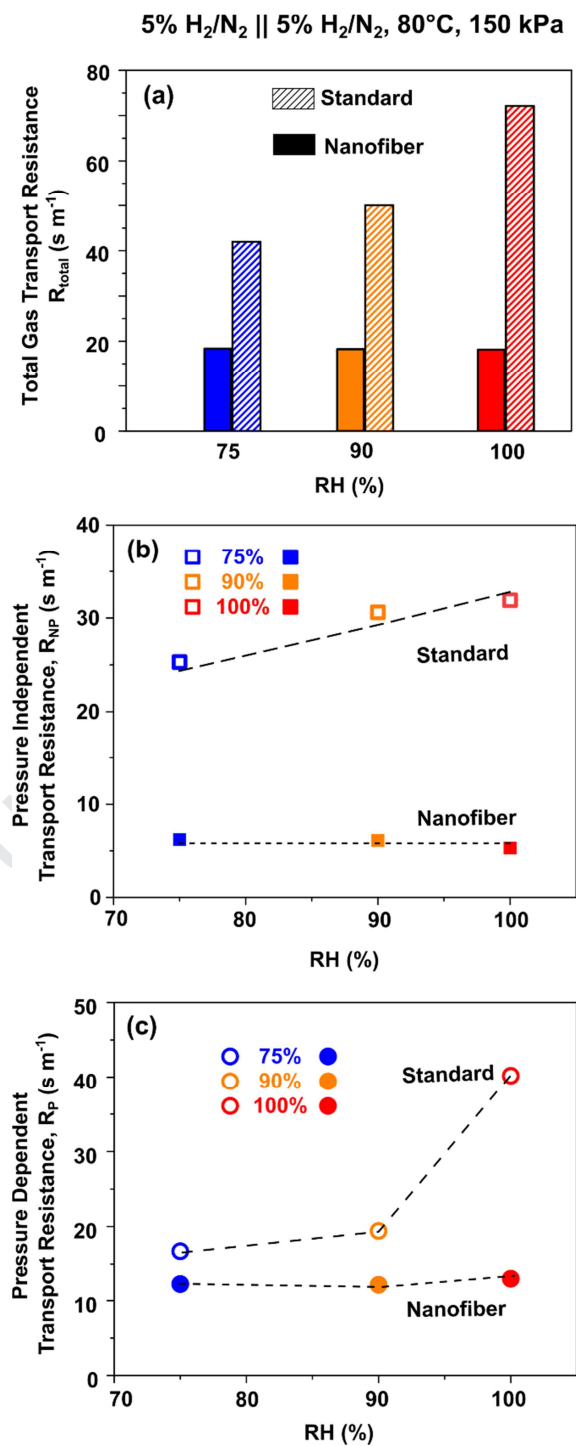 5% H₂/N₂ || 5% H₂/N₂, 80°C, 150 kPa
(a)
Standard
Nanofiber
Total Gas Transport Resistance
R_total (s m⁻¹)
80
60
40
20
0
75 90 100
RH (%)
(b)
75%
90%
100%
Standard
Nanofiber
Pressure Independent
Transport Resistance, R_NP (s m⁻¹)
40
30
20
10
0
70 80 90 100
RH (%)
(c)
75%
90%
100%
Standard
Nanofiber
Pressure Dependent
Transport Resistance, R_P (s m⁻¹)
50
40
30
20
10
0
70 80 90 100
RH (%)